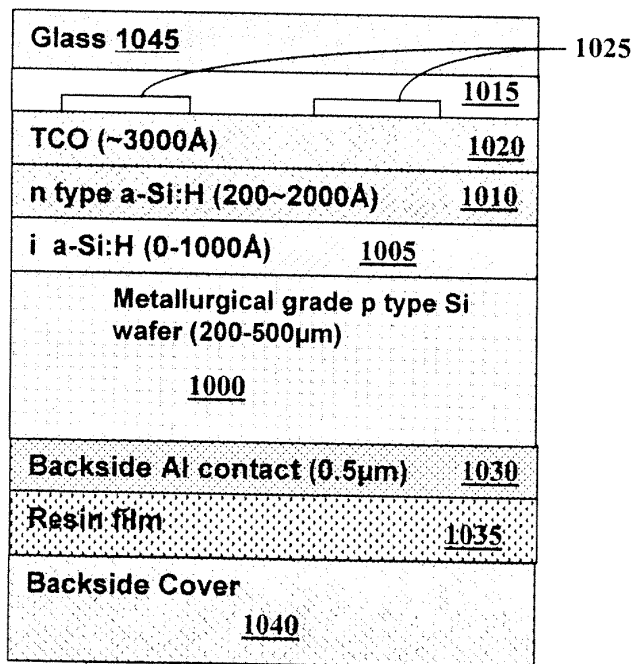 Glass 1045
1025
1015
TCO (~3000Å) 1020
n type a-Si:H (200~2000Å) 1010
i a-Si:H (0-1000Å) 1005
Metallurgical grade p type Si
wafer (200-500µm)
1000
Backside Al contact (0.5µm) 1030
Resin film 1035
Backside Cover
1040